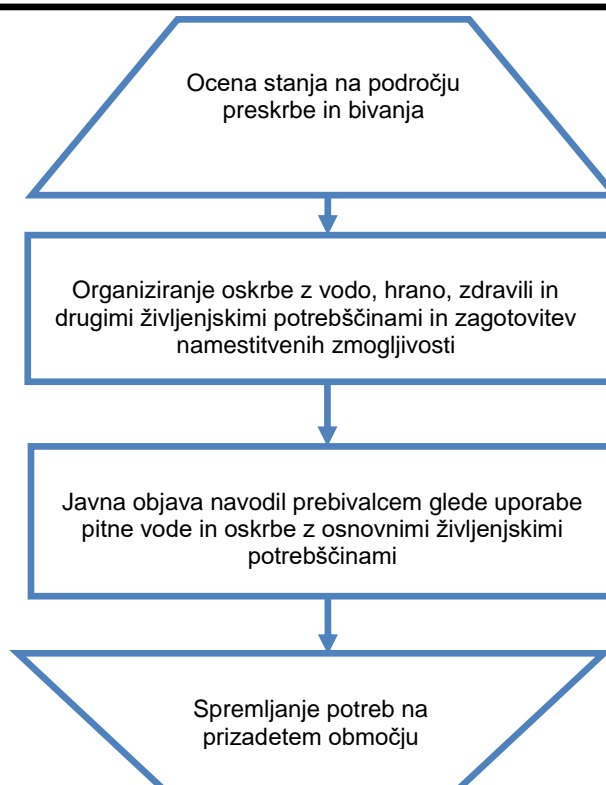 Ocena stanja na področju
preskrbe in bivanja
Organiziranje oskrbe z vodo, hrano, zdravili in
drugimi življenjskimi potrebščinami in zagotovitev
namestitvenih zmogljivosti
Javna objava navodil prebivalcem glede uporabe
pitne vode in oskrbe z osnovnimi življenjskimi
potrebščinami
Spremljanje potreb na
prizadetem območju